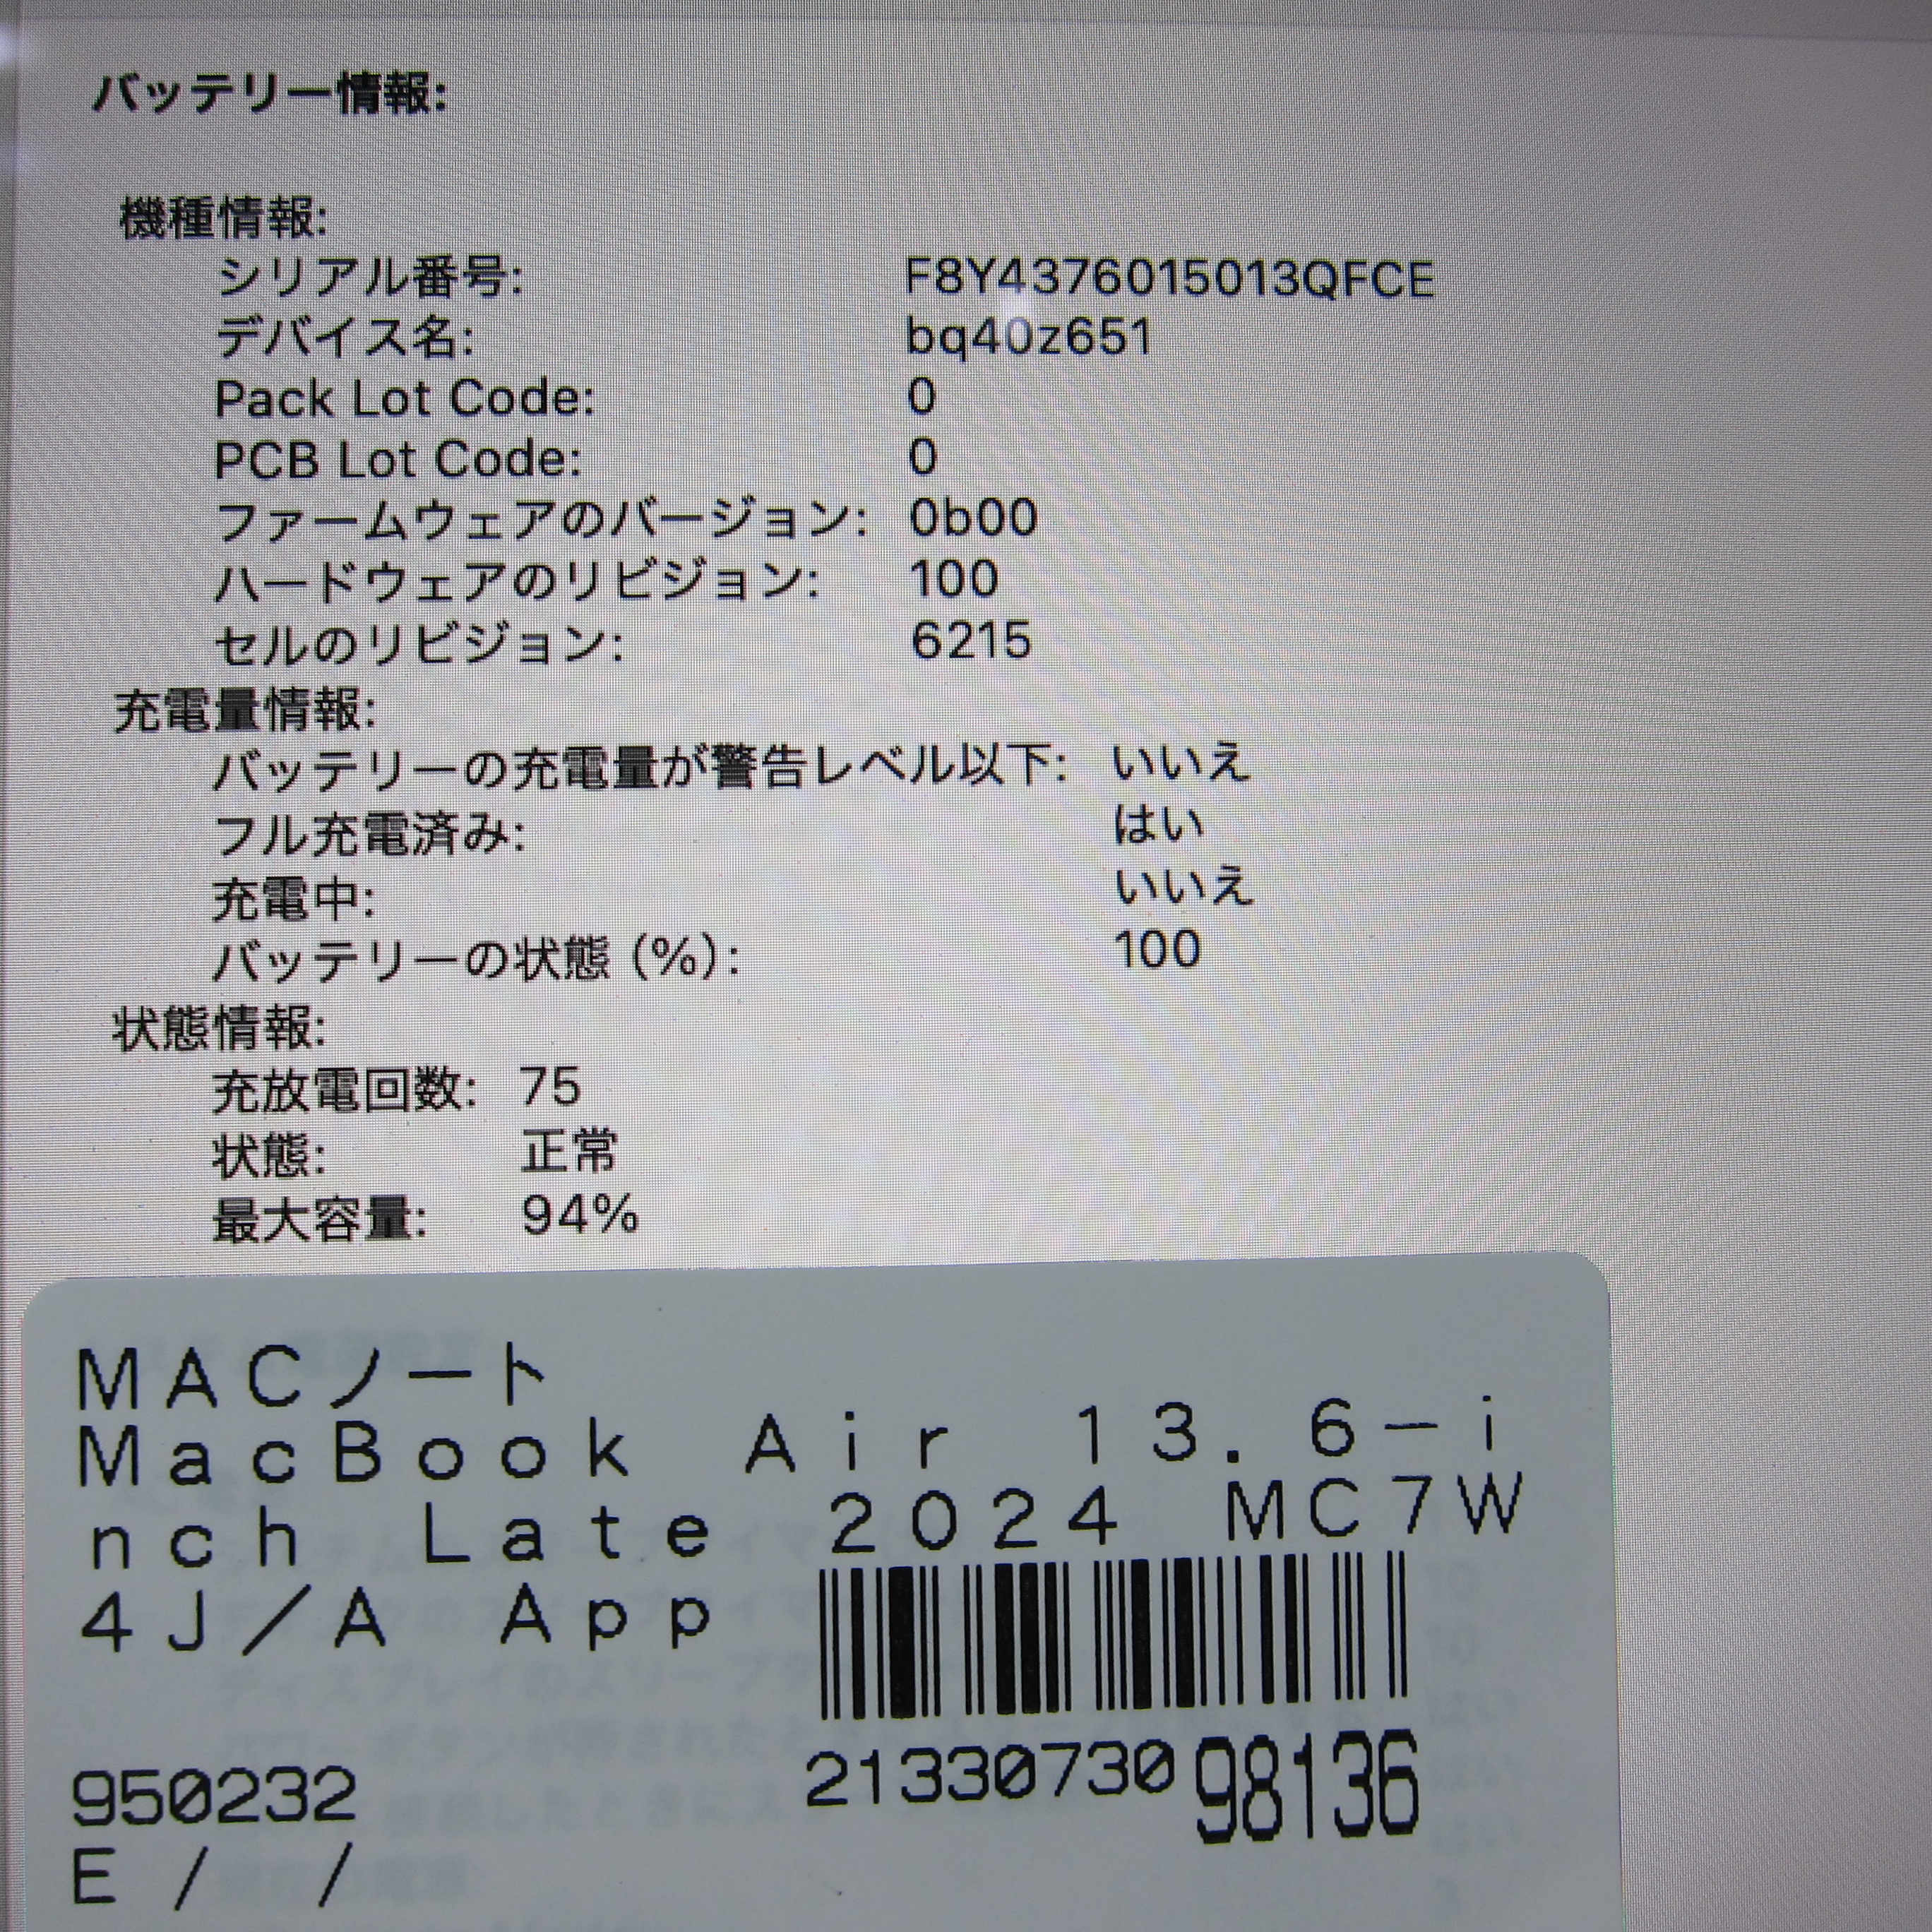 バッテリー情報:
機種情報:
シリアル番号: F8Y4376015013QFCE
デバイス名: bq40z651
Pack Lot Code: 0
PCB Lot Code: 0
ファームウェアのバージョン: 0b00
ハードウェアのリビジョン: 100
セルのリビジョン: 6215
充電量情報:
バッテリーの充電量が警告レベル以下: いいえ
フル充電済み: はい
充電中: いいえ
バッテリーの状態 (%): 100
状態情報:
充放電回数: 75
状態: 正常
最大容量: 94%
MACノート
MacBook Air 13.6-i
nch Late 2024 MC7W
4J/A App
950232 2133073098136
E / /